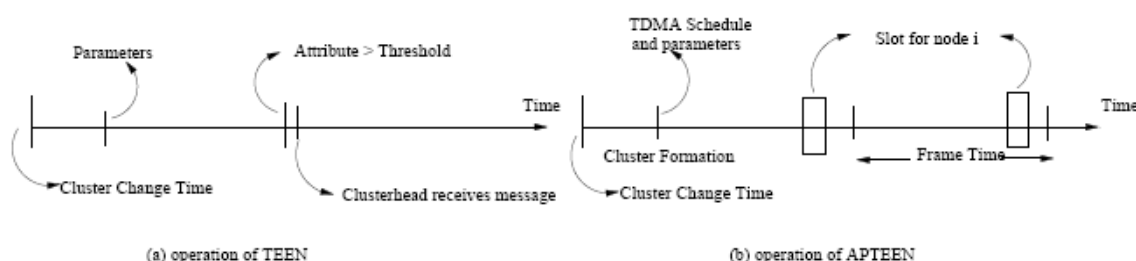 Parameters
Attribute > Threshold
Time
Cluster Change Time
Clusterhead receives message
(a) operation of TEEN
TDMA Schedule
and parameters
Slot for node i
Time
Cluster Formation
Frame Time
Cluster Change Time
(b) operation of APTEEN